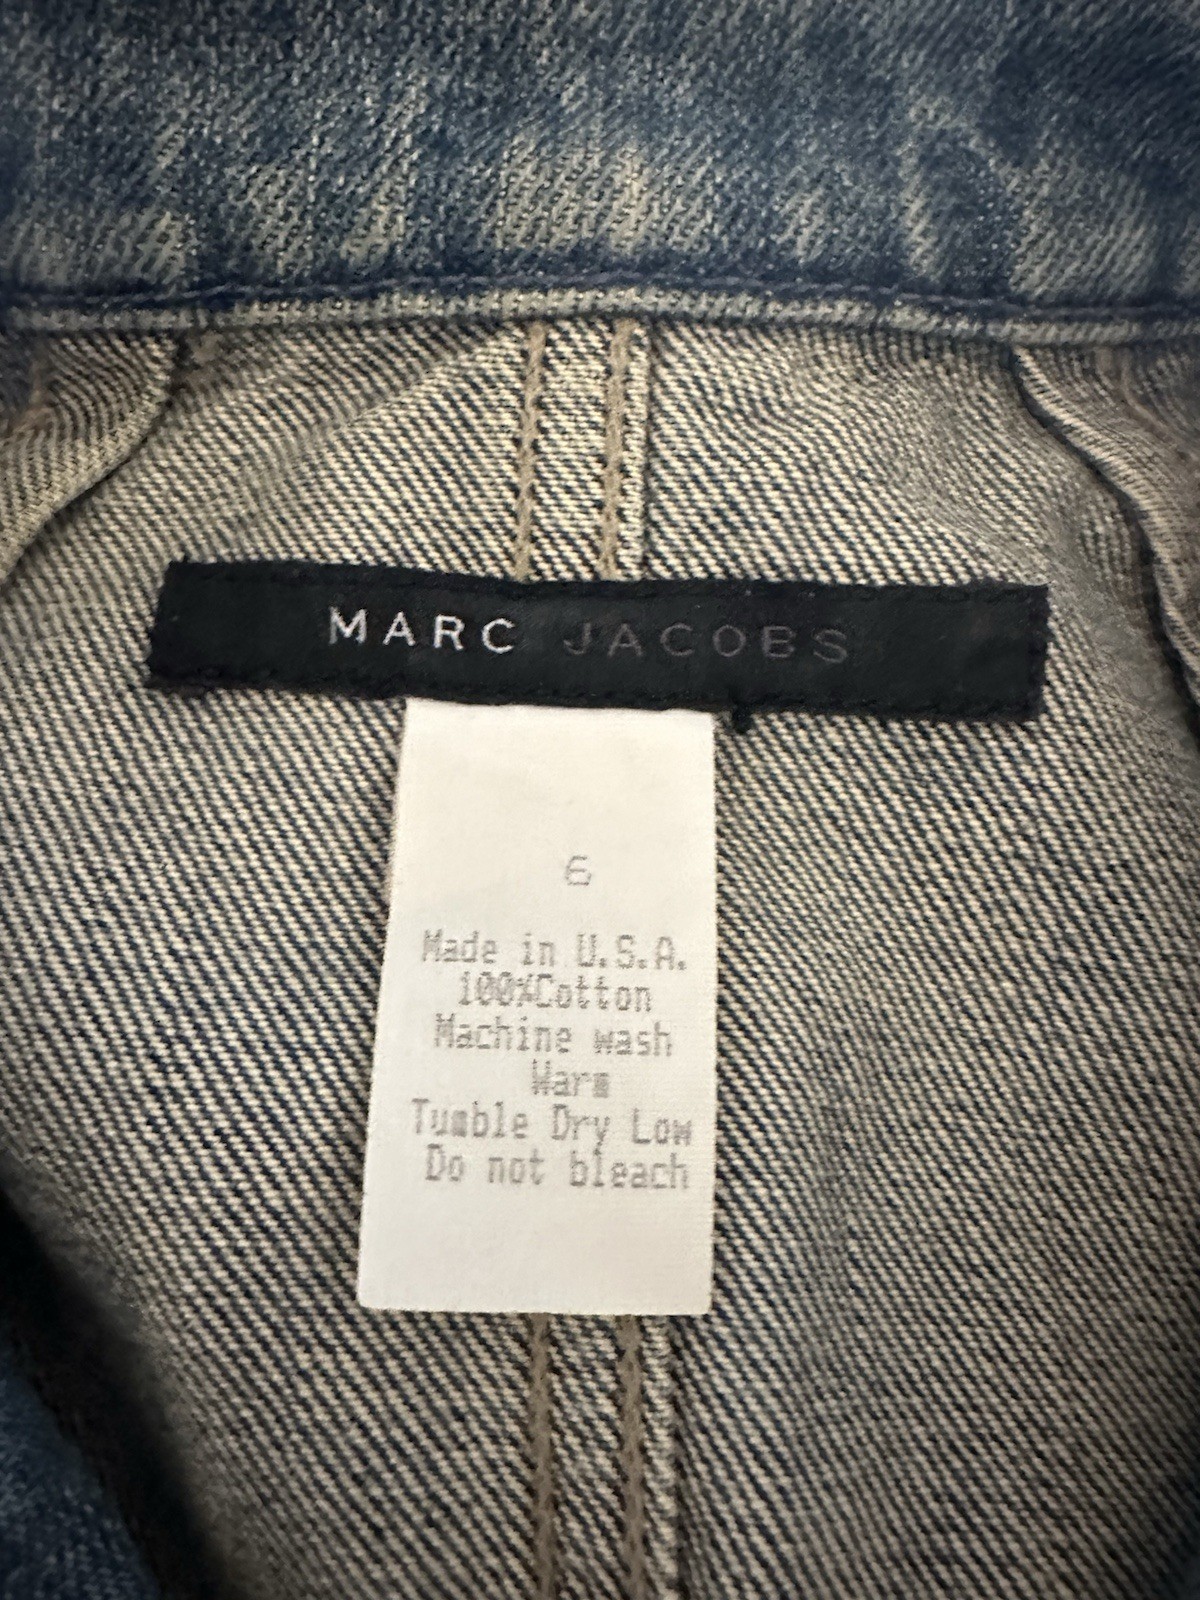 MARC JACOBS
6
Made in U.S.A.
100%Cotton
Machine wash
Warm
Tumble Dry Low
Do not bleach